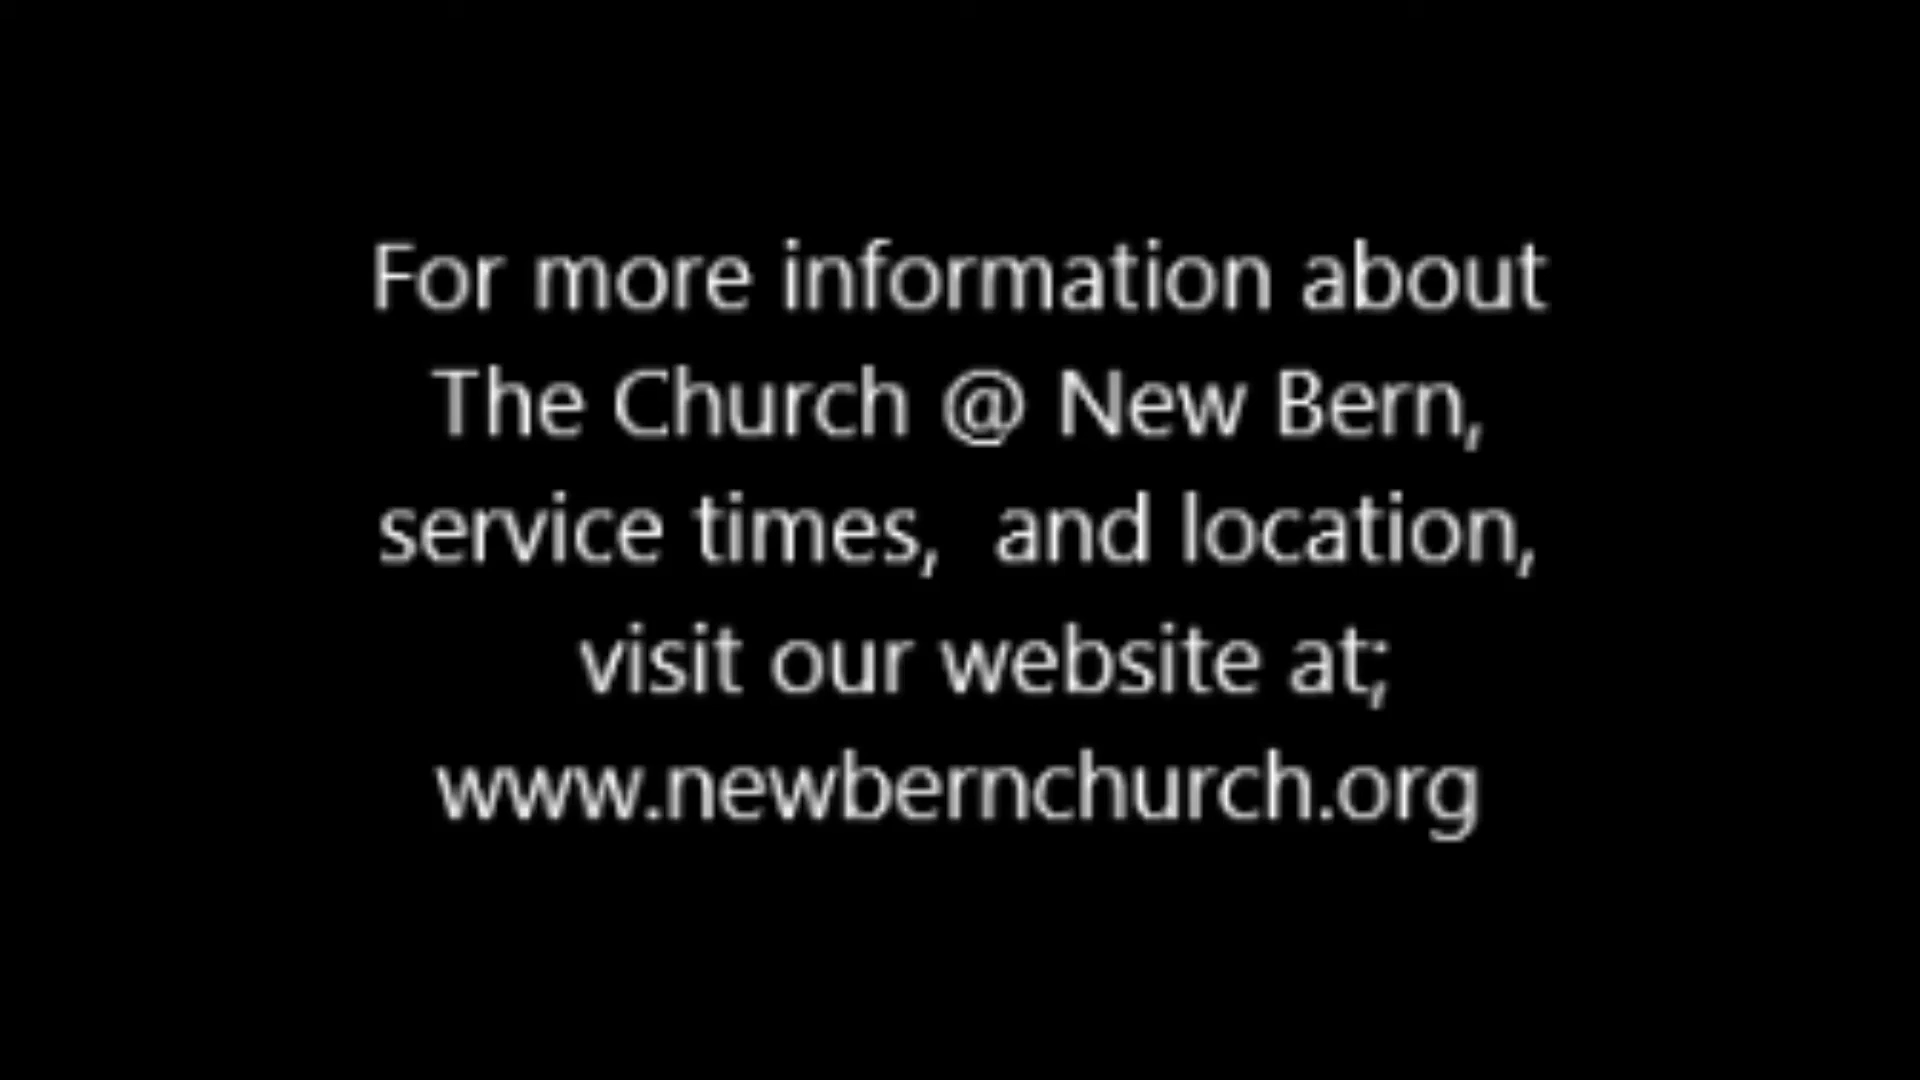 For more information about
The Church @ New Bern,
service times,  and location,
visit our website at;
www.newbernchurch.org